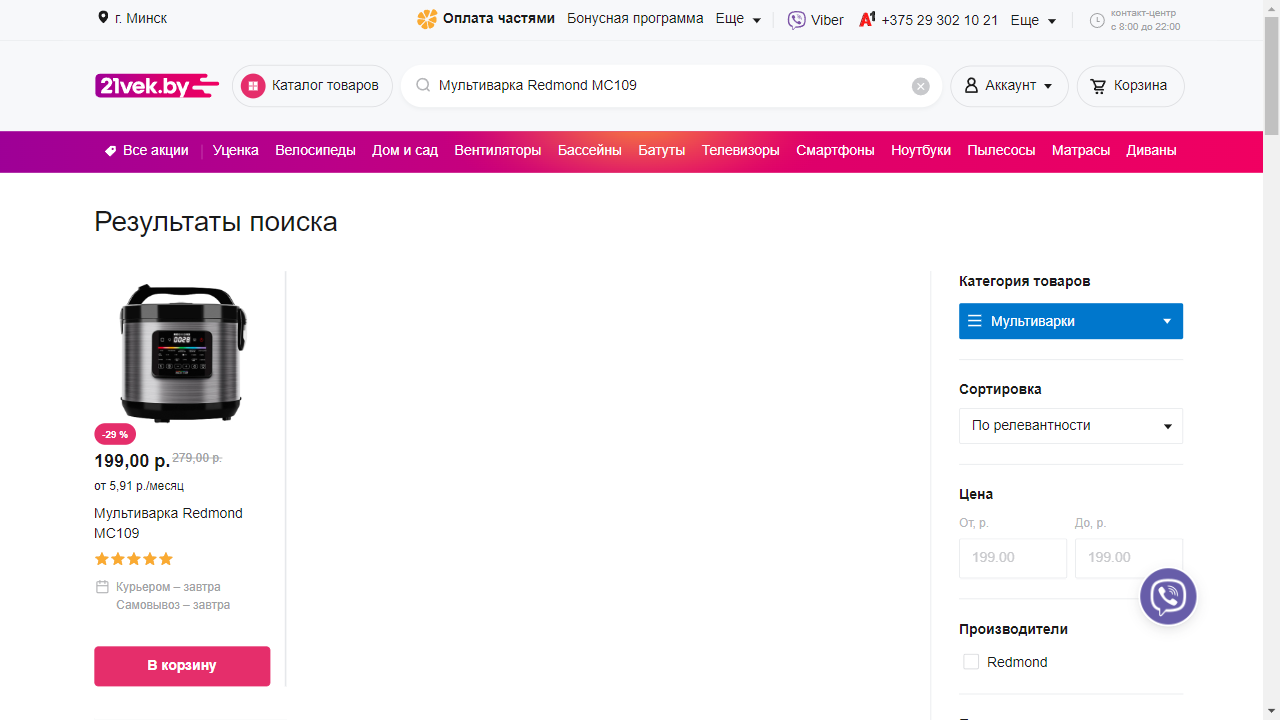 г. Минск
Оплата частями Бонусная программа Еще Viber A1 +375 29 302 10 21 Еще контакт-центр
с 8:00 до 22:00
21vek.by Каталог товаров Мультиварка Redmond MC109 Аккаунт Корзина
Все акции Уценка Велосипеды Дом и сад Вентиляторы Бассейны Батуты Телевизоры Смартфоны Ноутбуки Пылесосы Матрасы Диваны
Результаты поиска
-29 %
199,00 р. 279,00 р.
от 5,91 р./месяц
Мультиварка Redmond
MC109
Курьером – завтра
Самовывоз – завтра
В корзину
Категория товаров
Мультиварки
Сортировка
По релевантности
Цена
От, р. До, р.
199.00 199.00
Производители
Redmond